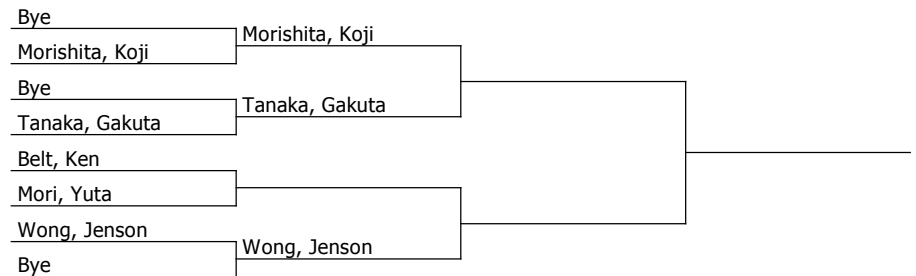 Bye
Morishita, Koji
Morishita, Koji
Bye
Tanaka, Gakuta
Tanaka, Gakuta
Belt, Ken
Mori, Yuta
Wong, Jenson
Wong, Jenson
Bye